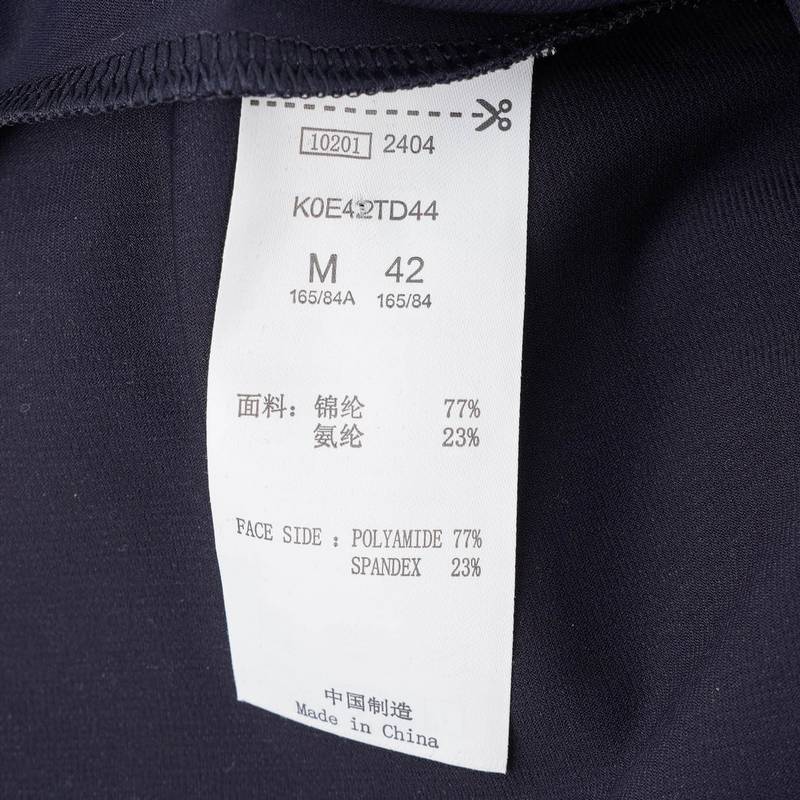 10201 2404
K0E42TD44
M 42
165/84A 165/84
面料：锦纶 77%
氨纶 23%
FACE SIDE : POLYAMIDE 77%
SPANDEX 23%
中国制造
Made in China